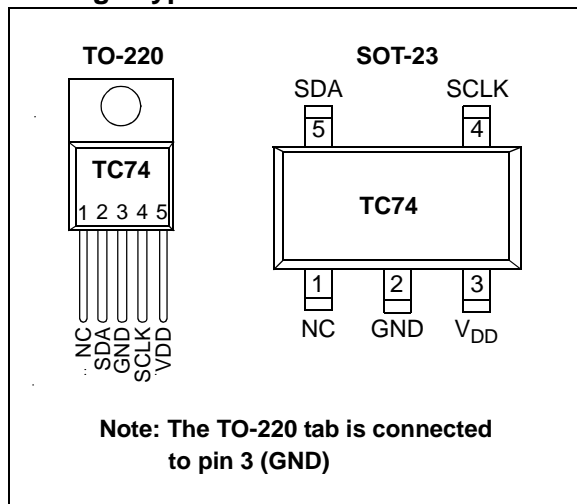 TO-220
SOT-23
TC74
1 2 3 4 5
NC
SDA
GND
SCLK
VDD
SDA
SCLK
5
4
TC74
1
2
3
NC
GND
VDD
Note: The TO-220 tab is connected
to pin 3 (GND)